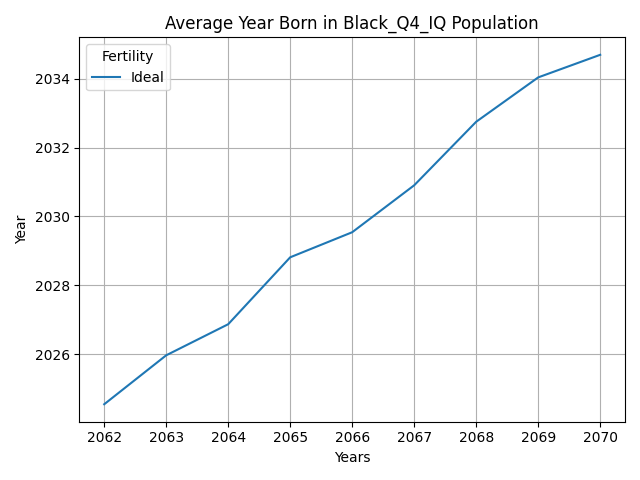 Average Year Born in Black_Q4_IQ Population
Fertility
Ideal
Year
2034
2032
2030
2028
2026
2062 2063 2064 2065 2066 2067 2068 2069 2070
Years